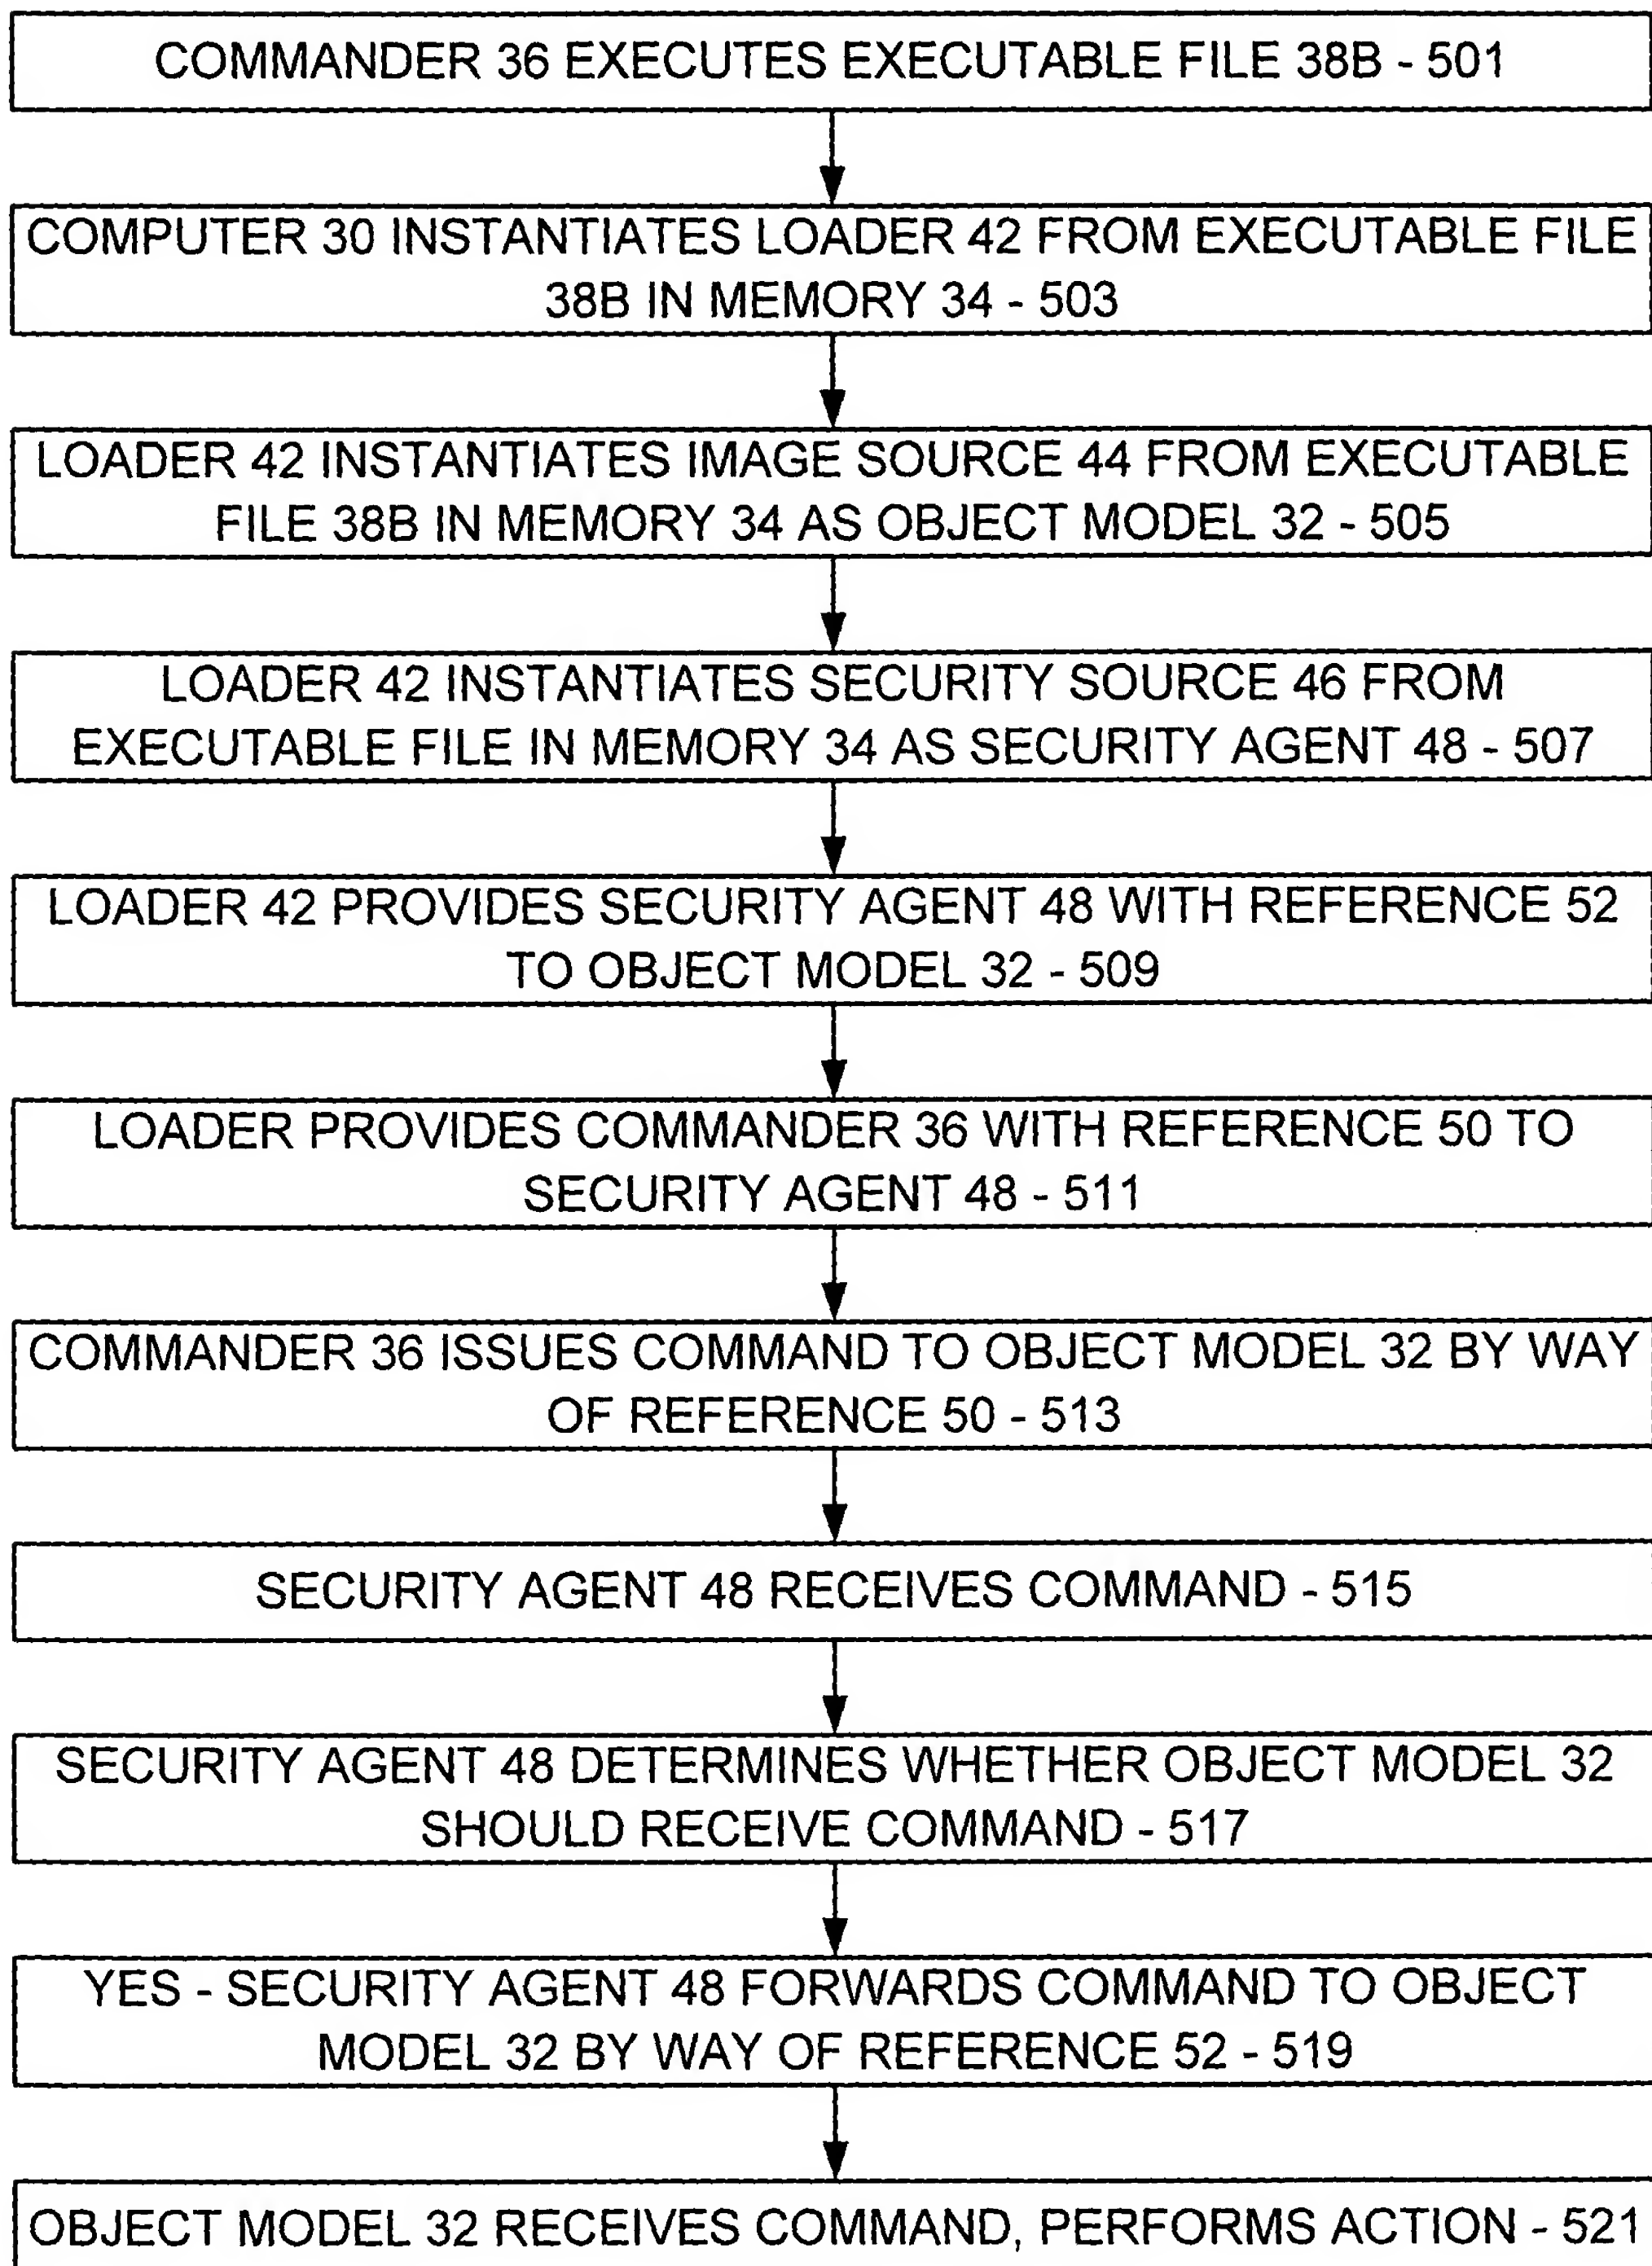 COMMANDER 36 EXECUTES EXECUTABLE FILE 38B - 501
COMPUTER 30 INSTANTIATES LOADER 42 FROM EXECUTABLE FILE
38B IN MEMORY 34 - 503
LOADER 42 INSTANTIATES IMAGE SOURCE 44 FROM EXECUTABLE
FILE 38B IN MEMORY 34 AS OBJECT MODEL 32 - 505
LOADER 42 INSTANTIATES SECURITY SOURCE 46 FROM
EXECUTABLE FILE IN MEMORY 34 AS SECURITY AGENT 48 - 507
LOADER 42 PROVIDES SECURITY AGENT 48 WITH REFERENCE 52
TO OBJECT MODEL 32 - 509
LOADER PROVIDES COMMANDER 36 WITH REFERENCE 50 TO
SECURITY AGENT 48 - 511
COMMANDER 36 ISSUES COMMAND TO OBJECT MODEL 32 BY WAY
OF REFERENCE 50 - 513
SECURITY AGENT 48 RECEIVES COMMAND - 515
SECURITY AGENT 48 DETERMINES WHETHER OBJECT MODEL 32
SHOULD RECEIVE COMMAND - 517
YES - SECURITY AGENT 48 FORWARDS COMMAND TO OBJECT
MODEL 32 BY WAY OF REFERENCE 52 - 519
OBJECT MODEL 32 RECEIVES COMMAND, PERFORMS ACTION - 521